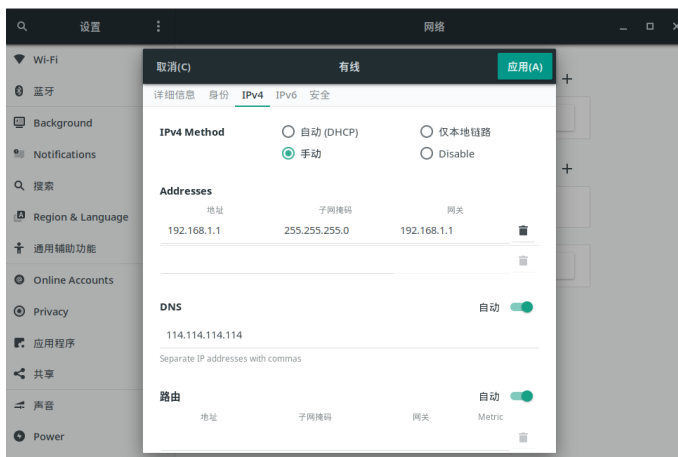 设置 网络
取消(C) 有线 应用(A)
Wi-Fi
蓝牙
Background
Notifications
搜索
Region & Language
通用辅助功能
Online Accounts
Privacy
应用程序
共享
声音
Power
详细信息 身份 IPv4 IPv6 安全
IPv4 Method 自动 (DHCP) 仅本地链路
手动 Disable
Addresses
地址 子网掩码 网关
192.168.1.1 255.255.255.0 192.168.1.1
DNS 自动
114.114.114.114
Separate IP addresses with commas
路由 自动
地址 子网掩码 网关 Metric